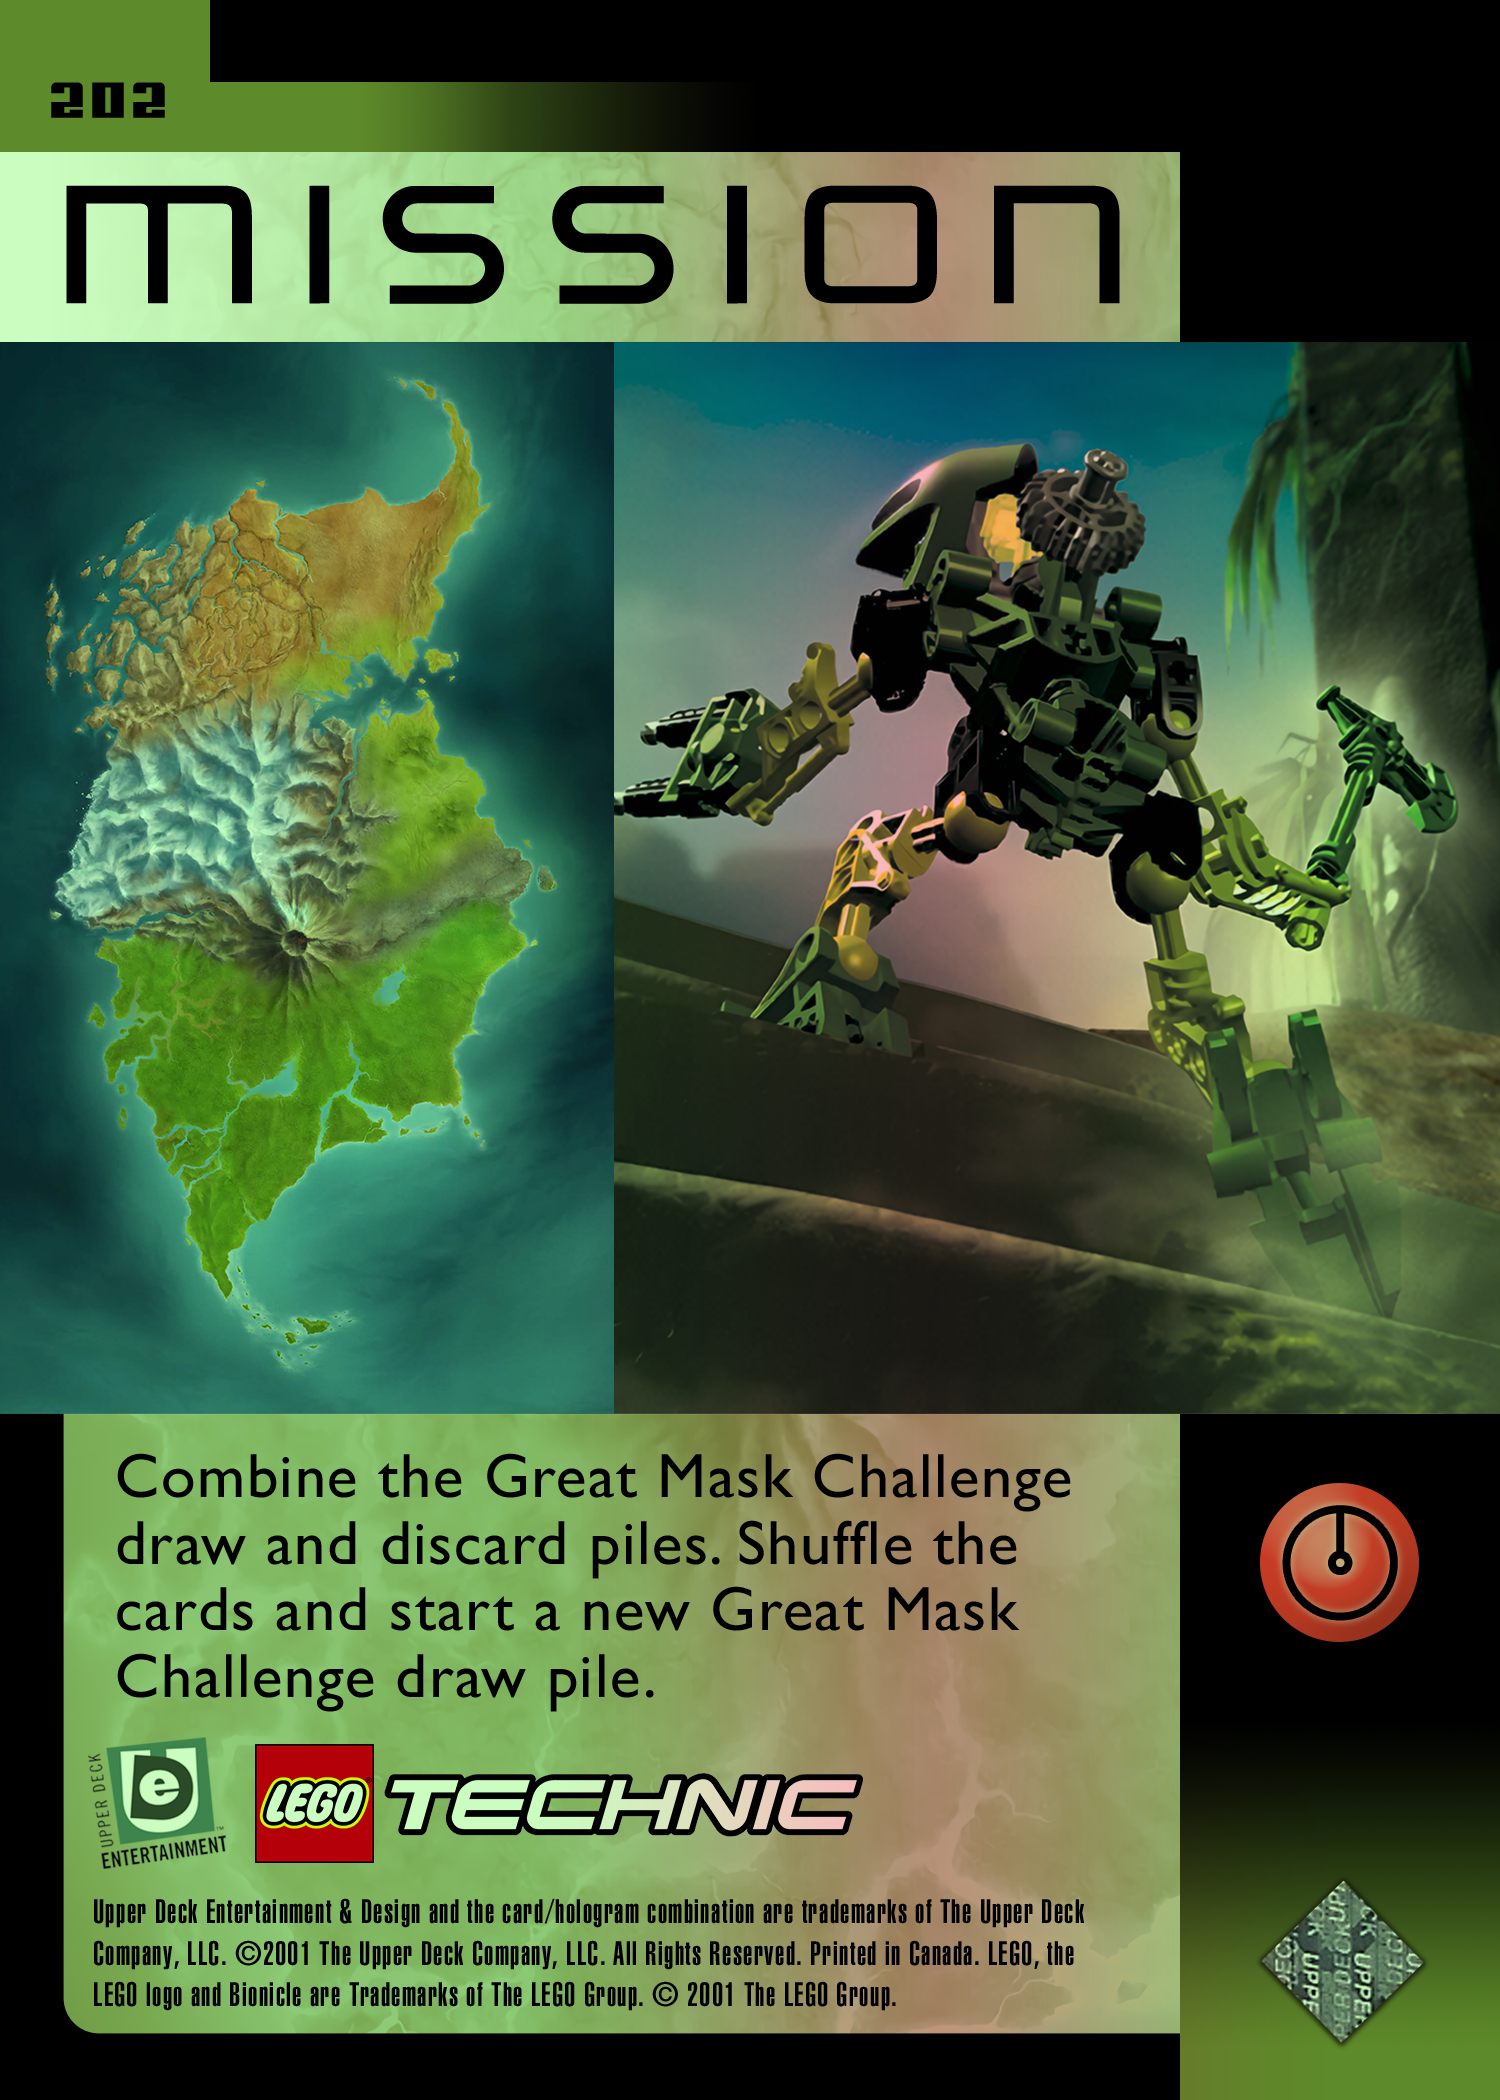 202
MISSION
Combine the Great Mask Challenge
draw and discard piles. Shuffle the
cards and start a new Great Mask
Challenge draw pile.
UPPER DECK
ENTERTAINMENT™
LEGO TECHNIC
Upper Deck Entertainment & Design and the card/hologram combination are trademarks of The Upper Deck
Company, LLC. ©2001 The Upper Deck Company, LLC. All Rights Reserved. Printed in Canada. LEGO, the
LEGO logo and Bionicle are Trademarks of The LEGO Group. © 2001 The LEGO Group.